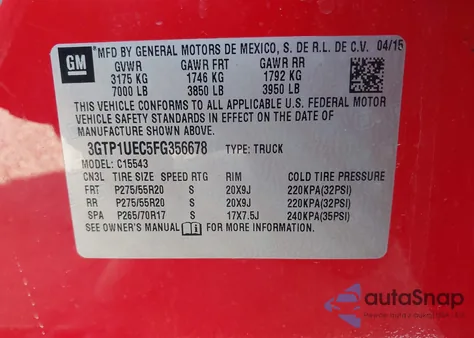 GM
MFD BY GENERAL MOTORS DE MEXICO, S. DE R.L. DE C.V. 04/15
GVWR GAWR FRT GAWR RR
3175 KG 1746 KG 1792 KG
7000 LB 3850 LB 3950 LB
THIS VEHICLE CONFORMS TO ALL APPLICABLE U.S. FEDERAL MOTOR
VEHICLE SAFETY STANDARDS IN EFFECT ON THE DATE OF
MANUFACTURE SHOWN ABOVE.
3GTP1UEC5FG356678 TYPE: TRUCK
MODEL: C15543
CN3L TIRE SIZE SPEED RTG RIM COLD TIRE PRESSURE
FRT P275/55R20 S 20X9J 220KPA(32PSI)
RR P275/55R20 S 20X9J 220KPA(32PSI)
SPA P265/70R17 S 17X7.5J 240KPA(35PSI)
SEE OWNER'S MANUAL FOR MORE INFORMATION.
autoSnap